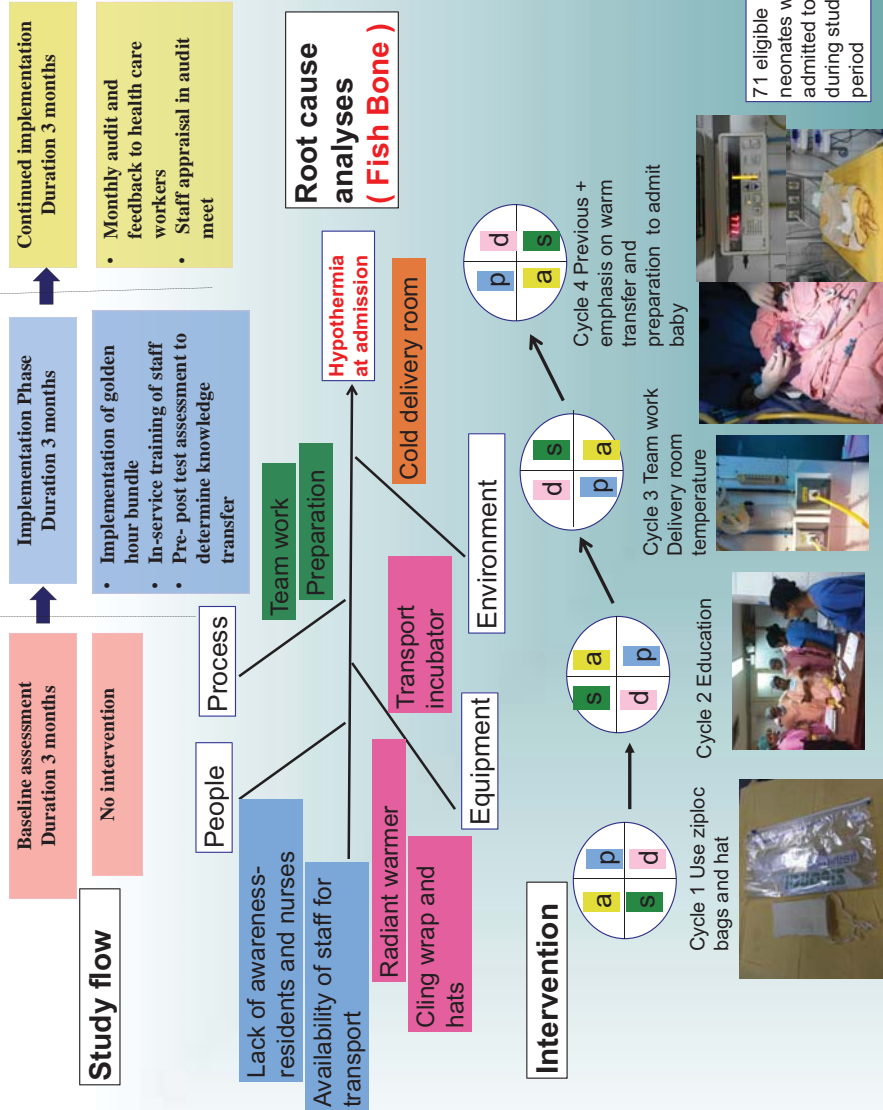 Study flow
Baseline assessment
Duration 3 months
No intervention
Implementation Phase
Duration 3 months
• Implementation of golden
hour bundle
• In-service training of staff
• Pre- post test assessment to
determine knowledge
transfer
Continued implementation
Duration 3 months
• Monthly audit and
feedback to health care
workers
• Staff appraisal in audit
meet
Root cause
analyses
( Fish Bone )
People
Process
Lack of awareness-
residents and nurses
Availability of staff for
transport
Team work
Preparation
Hypothermia
at admission
Radiant warmer
Cling wrap and
hats
Transport
incubator
Cold delivery room
Equipment
Environment
Intervention
a p
s d
s a
d p
d s
p a
p d
a s
Cycle 1 Use ziploc
bags and hat
Cycle 2 Education
Cycle 3 Team work
Delivery room
temperature
Cycle 4 Previous +
emphasis on warm
transfer and
preparation to admit
baby
71 eligible
neonates w
admitted to
during stud
period